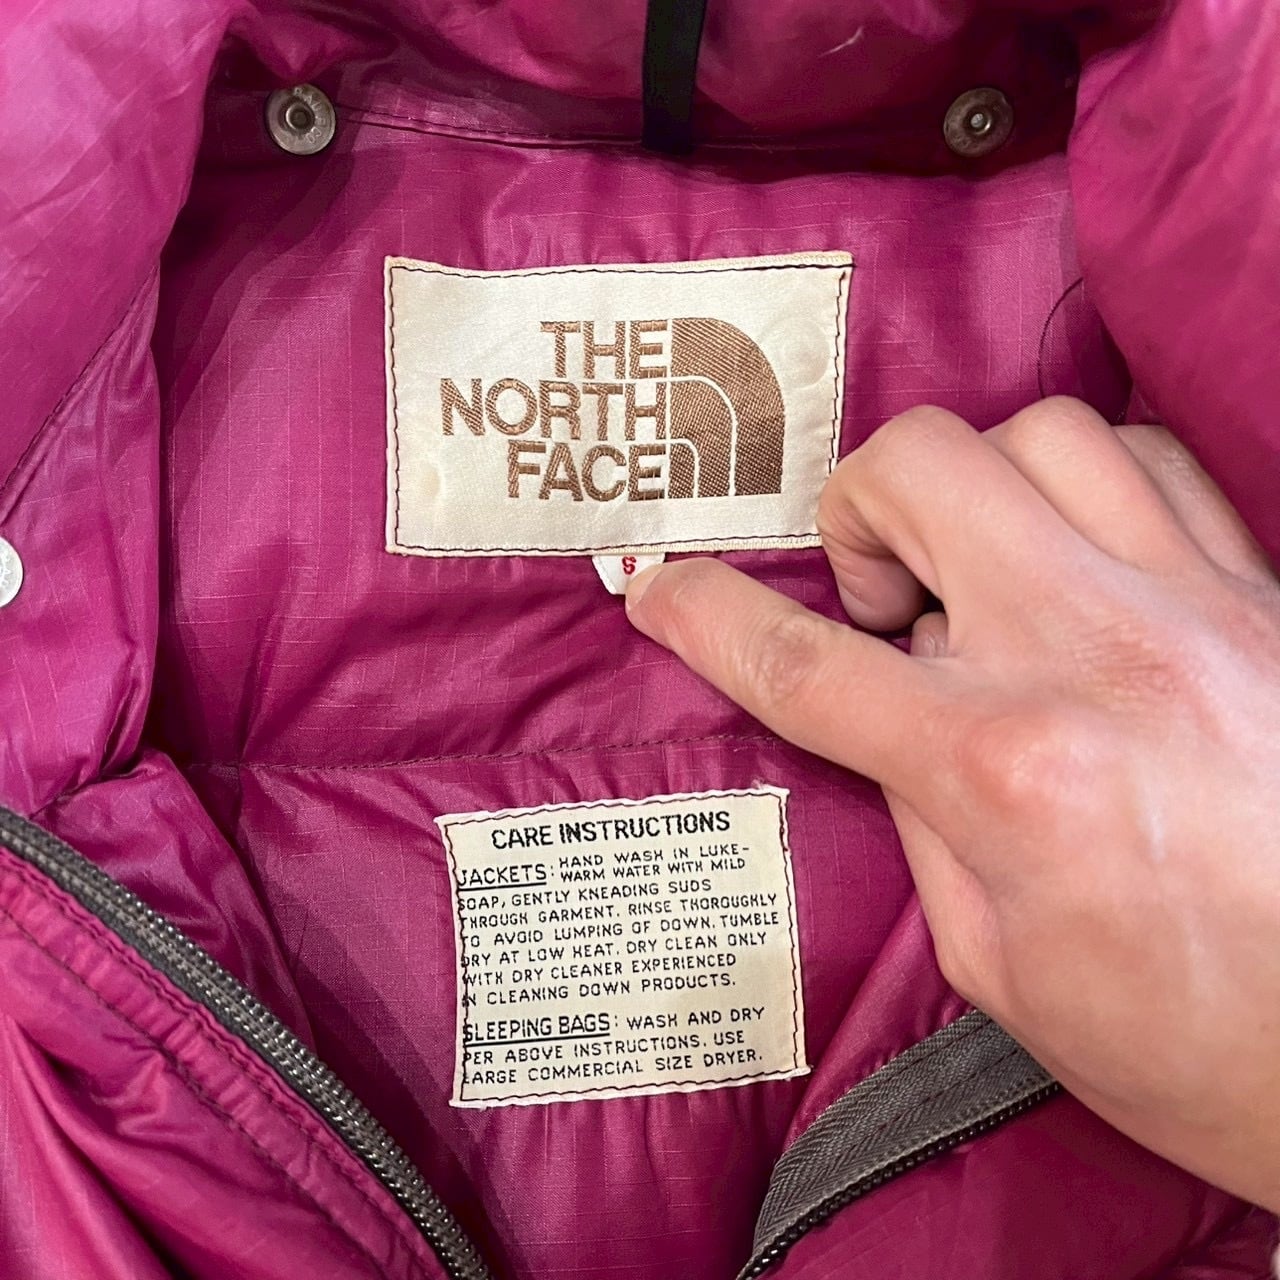 THE
NORTH
FACE
S
CARE INSTRUCTIONS
JACKETS: HAND WASH IN LUKE-
WARM WATER WITH MILD
SOAP, GENTLY KNEADING SUDS
THROUGH GARMENT. RINSE THOROUGHLY
TO AVOID LUMPING OF DOWN. TUMBLE
DRY AT LOW HEAT. DRY CLEAN ONLY
WITH DRY CLEANER EXPERIENCED
IN CLEANING DOWN PRODUCTS.
SLEEPING BAGS: WASH AND DRY
PER ABOVE INSTRUCTIONS. USE
LARGE COMMERCIAL SIZE DRYER.